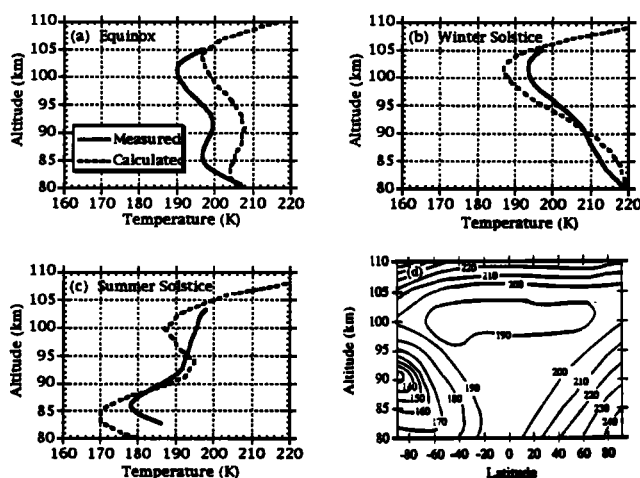 110
105
100
95
90
85
80
Altitude (km)
(a) Equinox
Measured
Calculated
160 170 180 190 200 210 220
Temperature (K)
110
105
100
95
90
85
80
Altitude (km)
(b) Winter Solstice
160 170 180 190 200 210 220
Temperature (K)
110
105
100
95
90
85
80
Altitude (km)
(c) Summer Solstice
160 170 180 190 200 210 220
Temperature (K)
110
105
100
95
90
85
80
Altitude (km)
(d)
220
210
200
190
200
210
220
230
240
190
180
170
160
150
160
-80 -60 -40 -20 0 20 40 60 80
Latitude